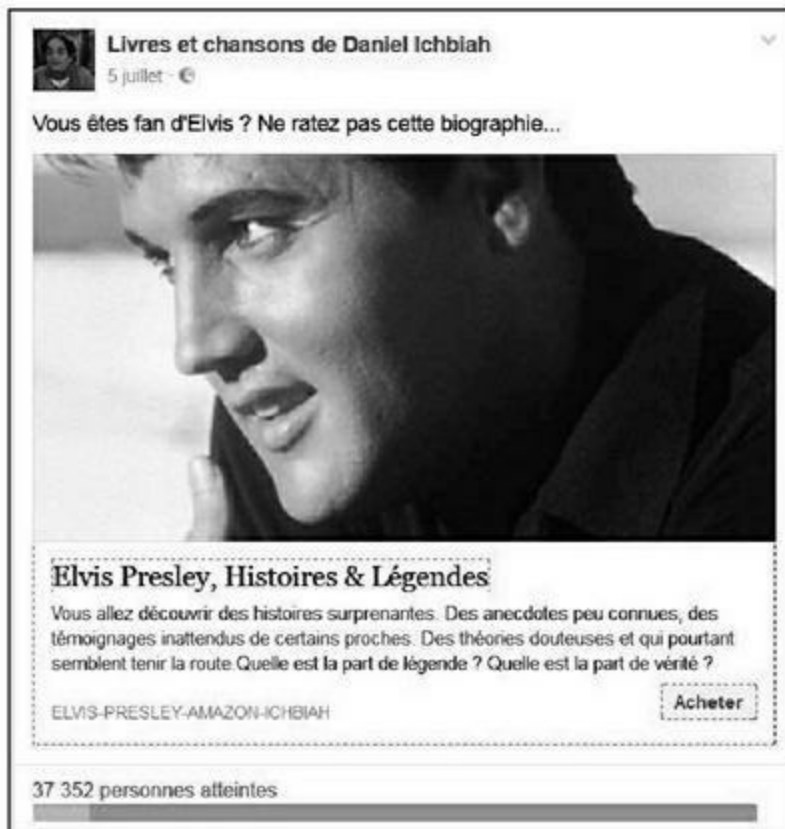 Livres et chansons de Daniel Ichbiah
5 juillet ·
Vous êtes fan d'Elvis ? Ne ratez pas cette biographie...
Elvis Presley, Histoires & Légendes
Vous allez découvrir des histoires surprenantes. Des anecdotes peu connues, des
témoignages inattendus de certains proches. Des théories douteuses et qui pourtant
semblent tenir la route.Quelle est la part de légende ? Quelle est la part de vérité ?
ELVIS-PRESLEY-AMAZON-ICHBIAH
Acheter
37 352 personnes atteintes